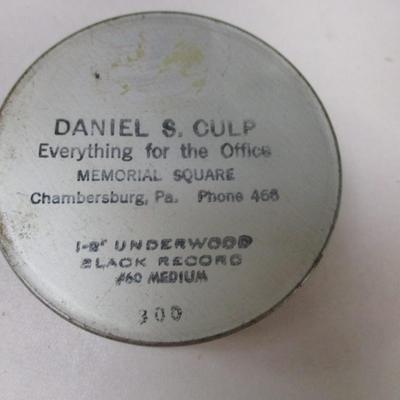 DANIEL S. CULP
Everything for the Office
MEMORIAL SQUARE
Chambersburg, Pa. Phone 466
1-8" UNDERWOOD
BLACK RECORD
#60 MEDIUM
300